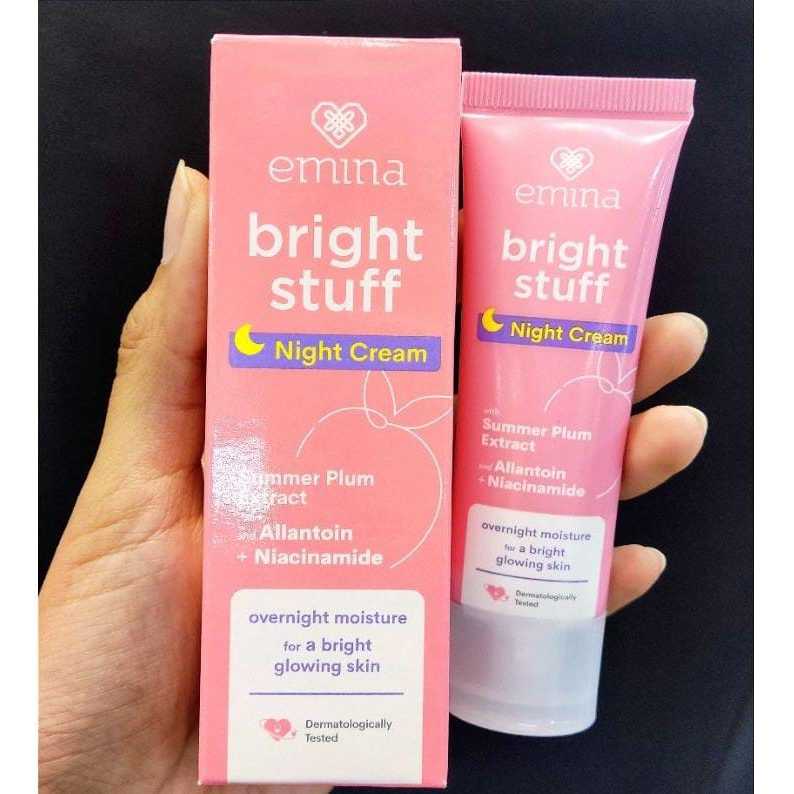 emina
bright
stuff
Night Cream
Summer Plum
Extract
and Allantoin
+ Niacinamide
overnight moisture
for a bright
glowing skin
Dermatologically
Tested
emina
bright
stuff
Night Cream
with
Summer Plum
Extract
and Allantoin
+ Niacinamide
overnight moisture
for a bright
glowing skin
Dermatologically
Tested